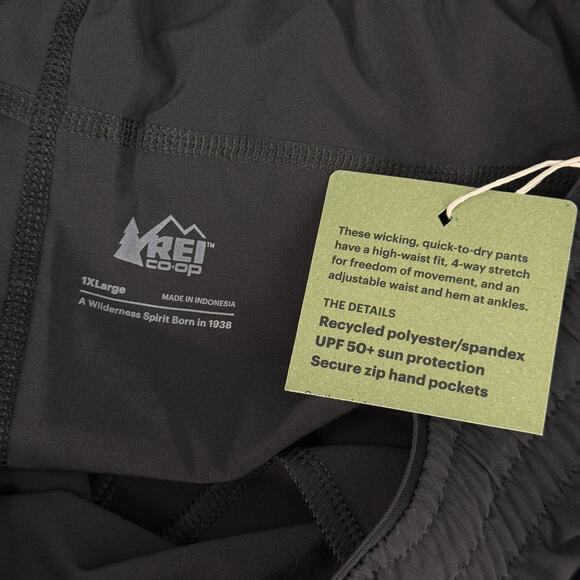 REI™
CO·OP
1XLarge MADE IN INDONESIA
A Wilderness Spirit Born in 1938
These wicking, quick-to-dry pants
have a high-waist fit, 4-way stretch
for freedom of movement, and an
adjustable waist and hem at ankles.
THE DETAILS
Recycled polyester/spandex
UPF 50+ sun protection
Secure zip hand pockets